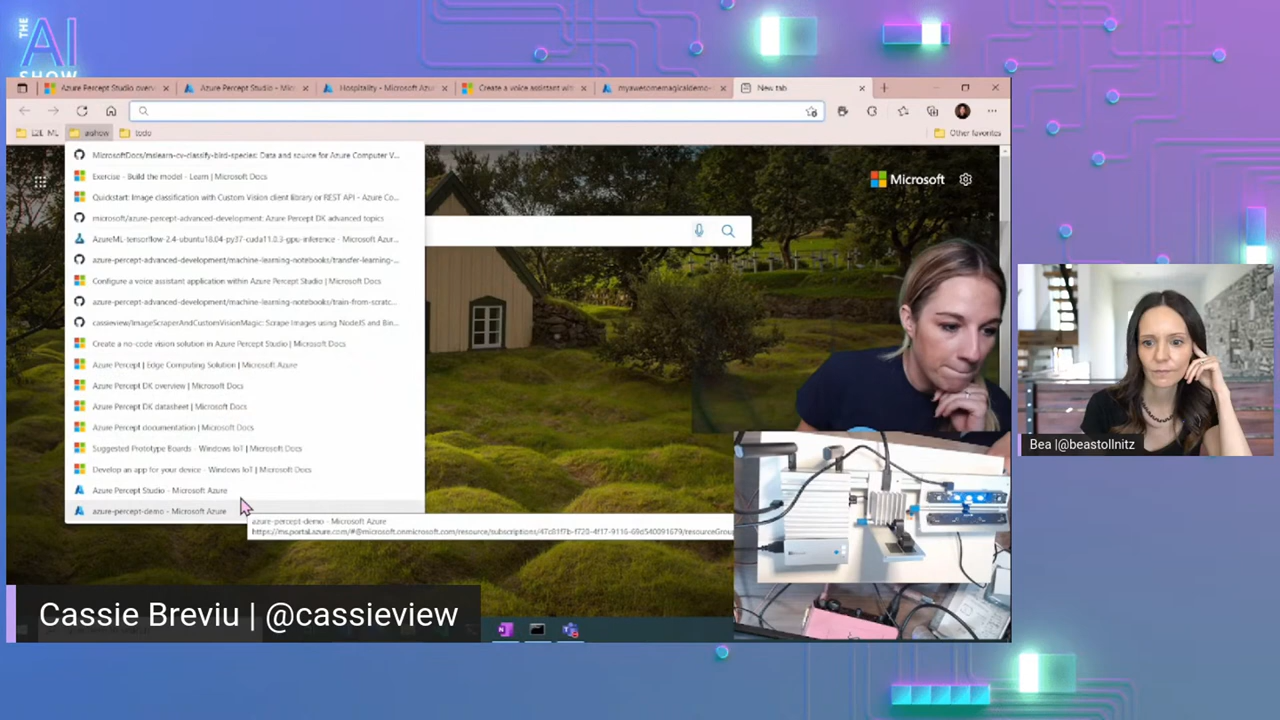 THE
AI
SHOW
Azure Percept Studio over
Azure Percept Studio - Mic
Hospitality - Microsoft Azu
Create a voice assistant wit
myawesomemagicaldemo-
New tab
aishow
todo
Other favorites
Microsoft
MicrosoftDocs/mslearn-cv-classify-bird-species: Data and source for Azure Computer V...
Exercise - Build the model - Learn | Microsoft Docs
Quickstart: Image classification with Custom Vision client library or REST API - Azure Co...
microsoft/azure-percept-advanced-development: Azure Percept DK advanced topics
AzureML-tensorflow-2.4-ubuntu18.04-py37-cuda11.0.3-gpu-inference - Microsoft Azur...
azure-percept-advanced-development/machine-learning-notebooks/transfer-learning-...
Configure a voice assistant application within Azure Percept Studio | Microsoft Docs
azure-percept-advanced-development/machine-learning-notebooks/train-from-scratc...
cassieview/ImageScraperAndCustomVisionMagic: Scrape Images using NodeJS and Bin...
Create a no-code vision solution in Azure Percept Studio | Microsoft Docs
Azure Percept | Edge Computing Solution | Microsoft Azure
Azure Percept DK overview | Microsoft Docs
Azure Percept DK datasheet | Microsoft Docs
Azure Percept documentation | Microsoft Docs
Suggested Prototype Boards - Windows IoT | Microsoft Docs
Develop an app for your device - Windows IoT | Microsoft Docs
Azure Percept Studio - Microsoft Azure
azure-percept-demo - Microsoft Azure
azure-percept-demo - Microsoft Azure
Bea |@beastollnitz
Cassie Breviu | @cassieview